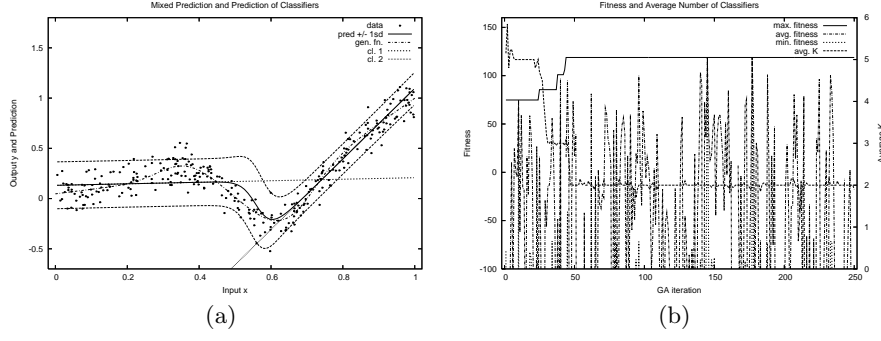 Mixed Prediction and Prediction of Classifiers
data
pred +/- 1sd
gen. fn.
cl. 1
cl. 2
Output y and Prediction
1.5
1
0.5
0
-0.5
0 0.2 0.4 0.6 0.8 1
Input x
(a)
Fitness and Average Number of Classifiers
max. fitness
avg. fitness
min. fitness
avg. K
Fitness
150
100
50
0
-50
-100
0 50 100 150 200 250
GA iteration
6
5
4
3
2
1
0
Average K
(b)